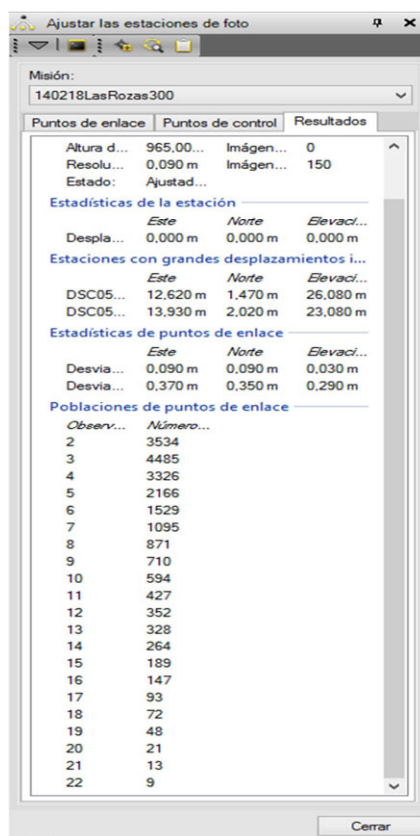 Ajustar las estaciones de foto
Misión:
140218LasRozas300
Puntos de enlace Puntos de control Resultados
Altura d... 965,00... Imágen... 0
Resolu... 0,090 m Imágen... 150
Estado: Ajustad...
Estadísticas de la estación
Este Norte Elevaci...
Despla... 0,000 m 0,000 m 0,000 m
Estaciones con grandes desplazamientos i...
Este Norte Elevaci...
DSC05... 12,620 m 1,470 m 26,080 m
DSC05... 13,930 m 2,020 m 23,080 m
Estadísticas de puntos de enlace
Este Norte Elevaci...
Desvia... 0,090 m 0,090 m 0,030 m
Desvia... 0,370 m 0,350 m 0,290 m
Poblaciones de puntos de enlace
Observ... Número...
2 3534
3 4485
4 3326
5 2166
6 1529
7 1095
8 871
9 710
10 594
11 427
12 352
13 328
14 264
15 189
16 147
17 93
18 72
19 48
20 21
21 13
22 9
Cerrar